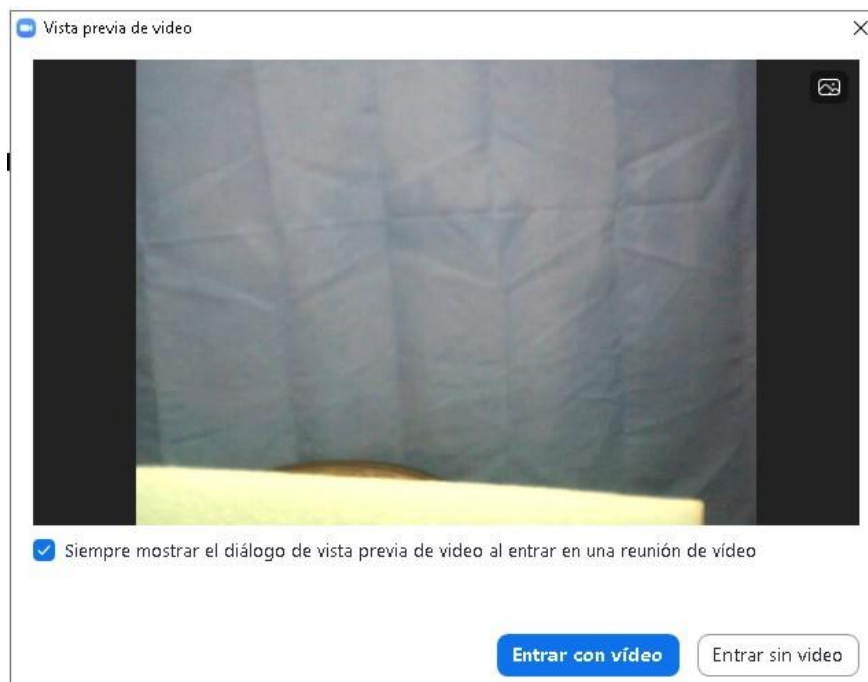 Vista previa de video
Siempre mostrar el diálogo de vista previa de video al entrar en una reunión de vídeo
Entrar con vídeo
Entrar sin video